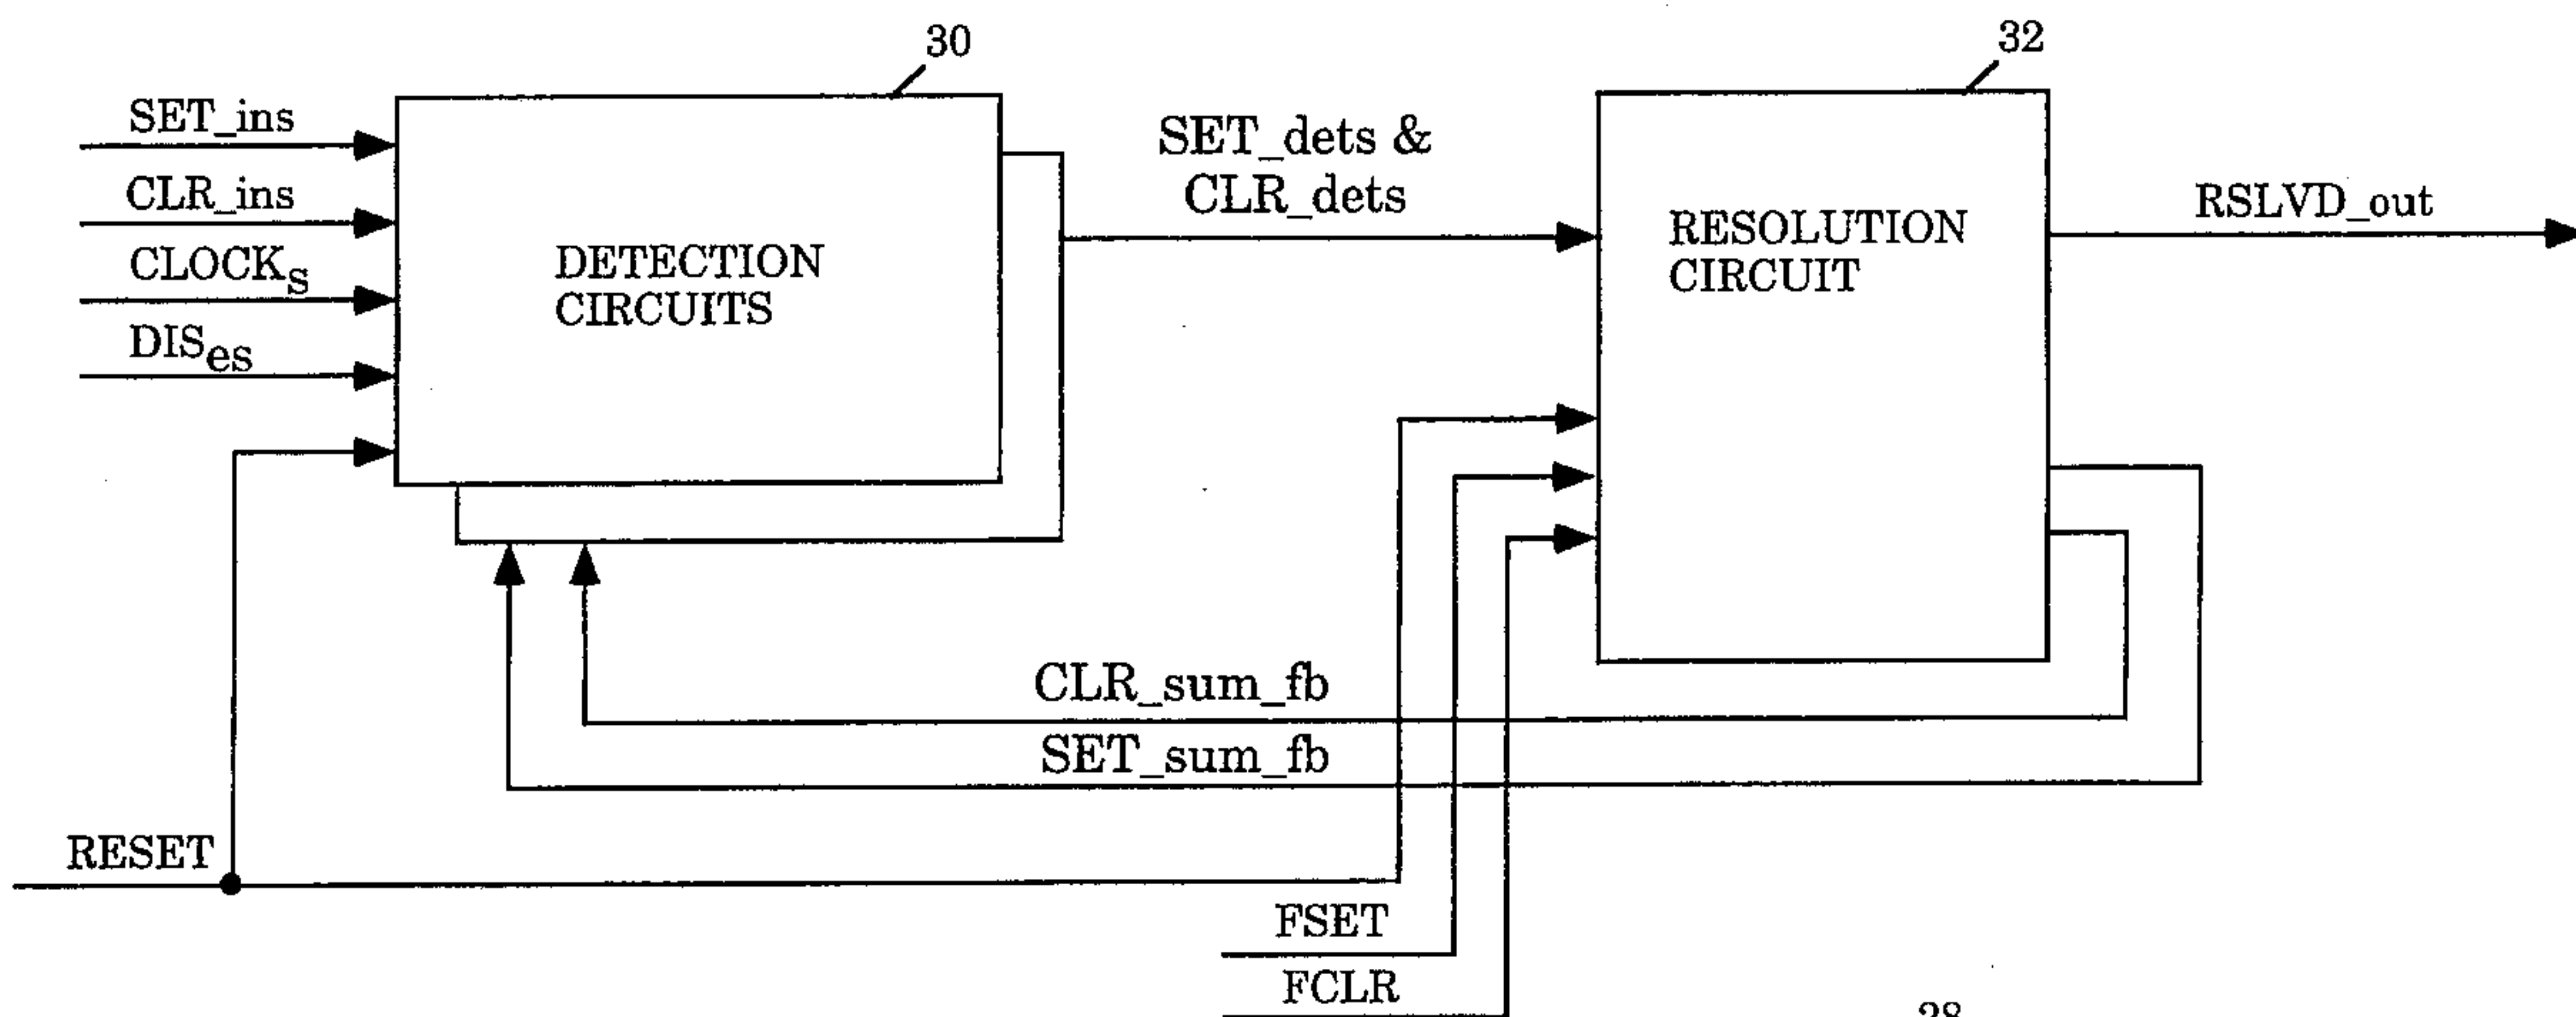 30
32
SET_ins
CLR_ins
CLOCKs
DISes
DETECTION
CIRCUITS
SET_dets &
CLR_dets
RESOLUTION
CIRCUIT
RSLVD_out
CLR_sum_fb
SET_sum_fb
RESET
FSET
FCLR